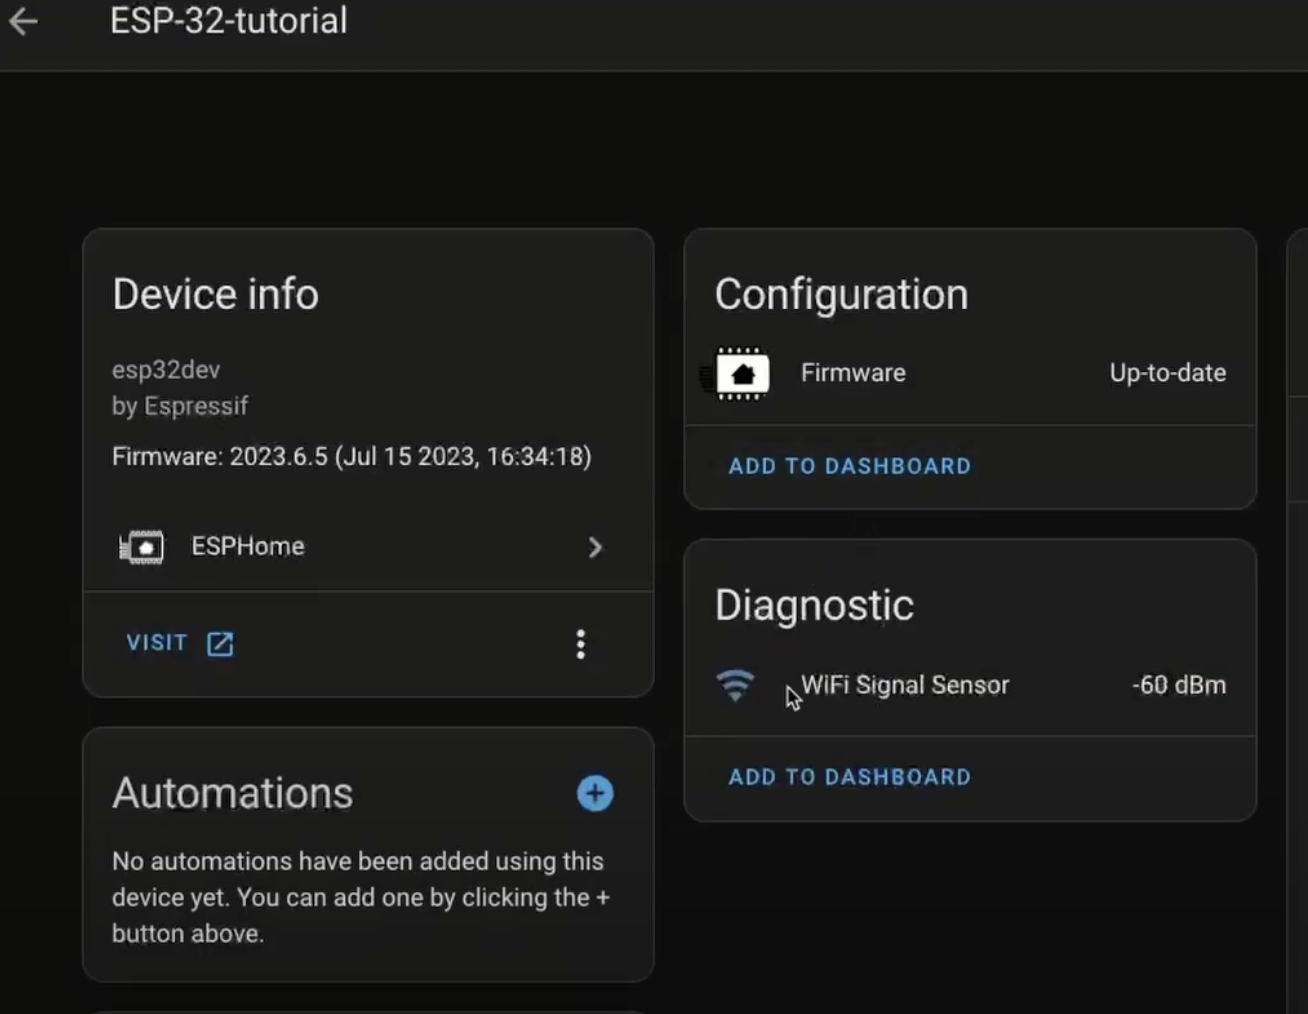 ESP-32-tutorial
Device info
esp32dev
by Espressif
Firmware: 2023.6.5 (Jul 15 2023, 16:34:18)
ESPHome
VISIT
Automations
No automations have been added using this
device yet. You can add one by clicking the +
button above.
Configuration
Firmware Up-to-date
ADD TO DASHBOARD
Diagnostic
WiFi Signal Sensor -60 dBm
ADD TO DASHBOARD